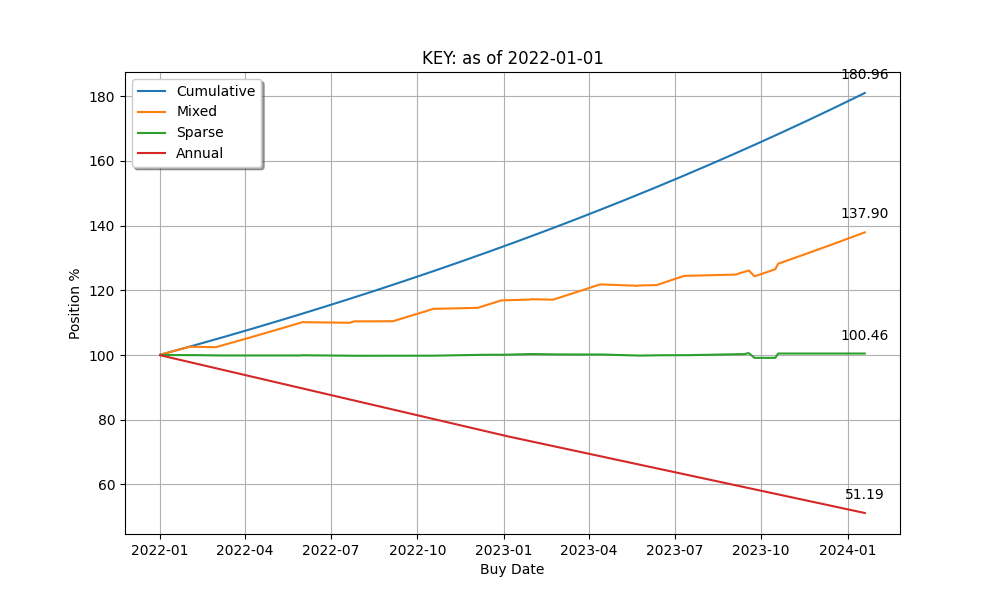 KEY: as of 2022-01-01
180.96
Cumulative
Mixed
Sparse
Annual
137.90
100.46
51.19
180
160
140
120
100
80
60
Position %
2022-01 2022-04 2022-07 2022-10 2023-01 2023-04 2023-07 2023-10 2024-01
Buy Date